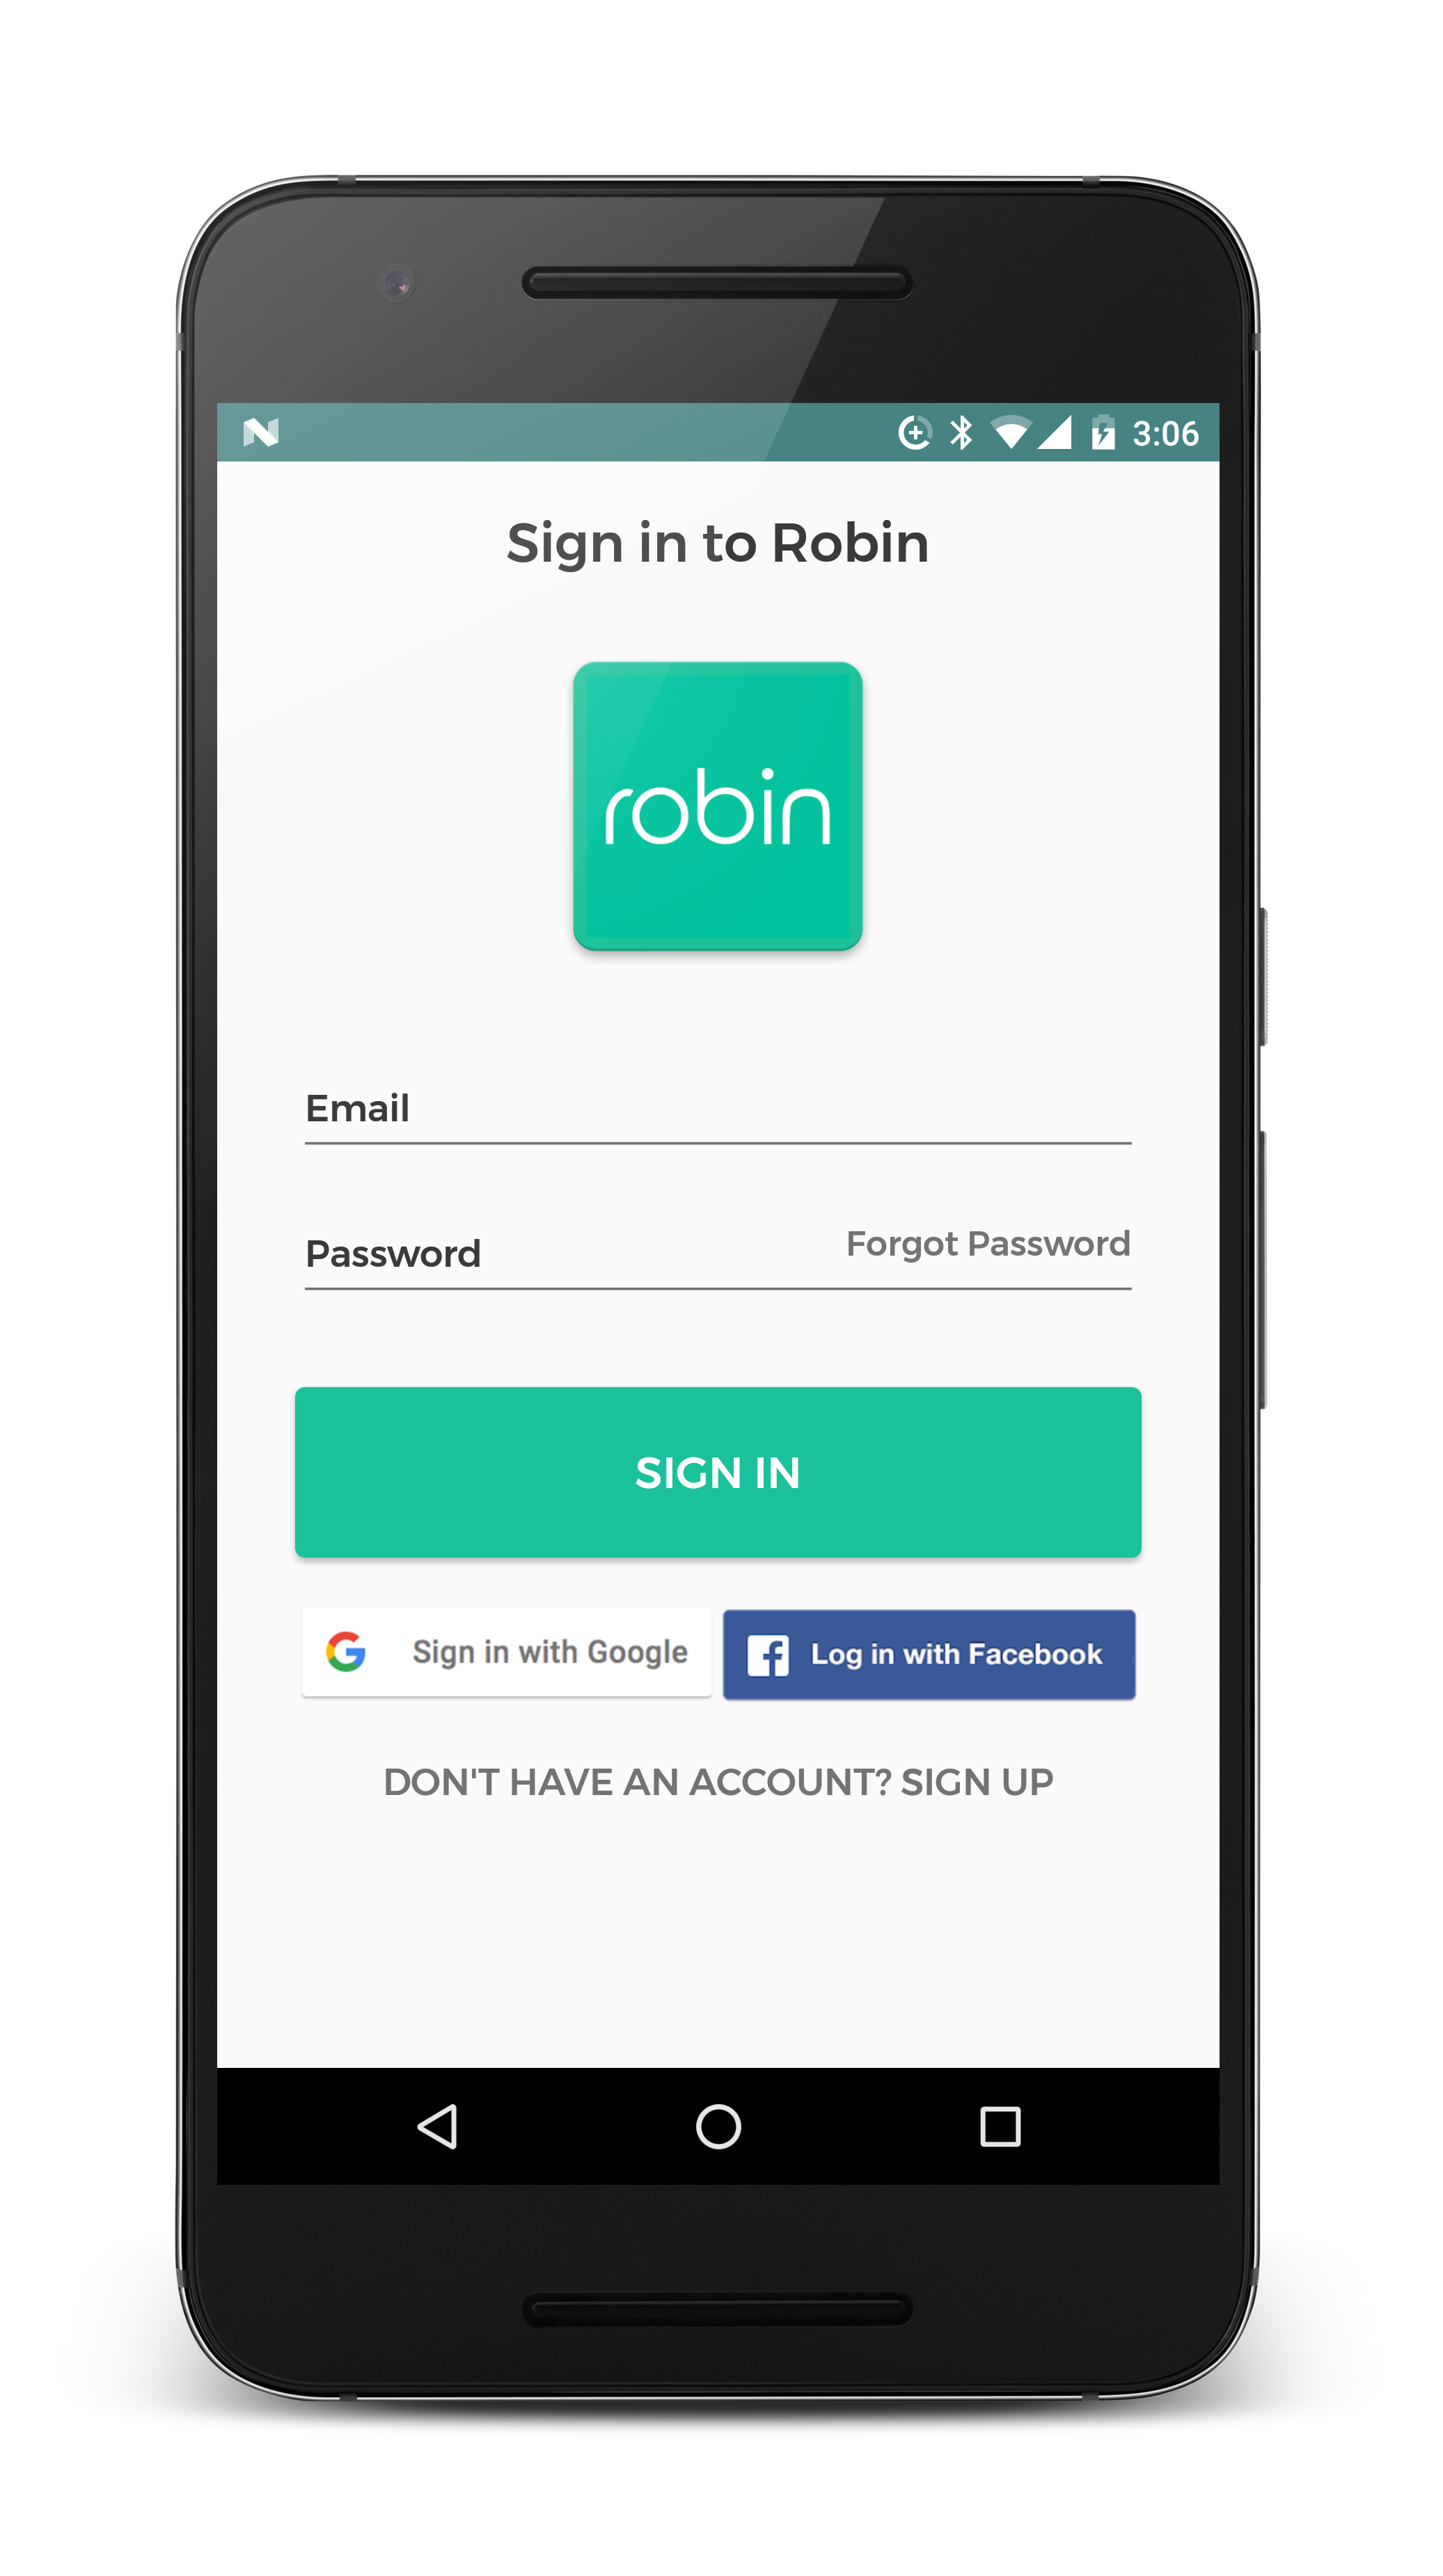 3:06
Sign in to Robin
robin
Email
Password
Forgot Password
SIGN IN
Sign in with Google
Log in with Facebook
DON'T HAVE AN ACCOUNT? SIGN UP